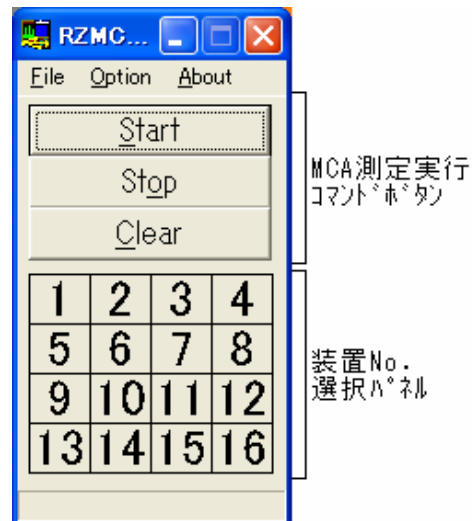 RZMC...
File Option About
Start
Stop
Clear
MCA測定実行
ｺﾏﾝﾄﾞﾎﾞﾀﾝ
1 2 3 4
5 6 7 8
9 10 11 12
13 14 15 16
装置No.
選択ﾊﾟﾈﾙ